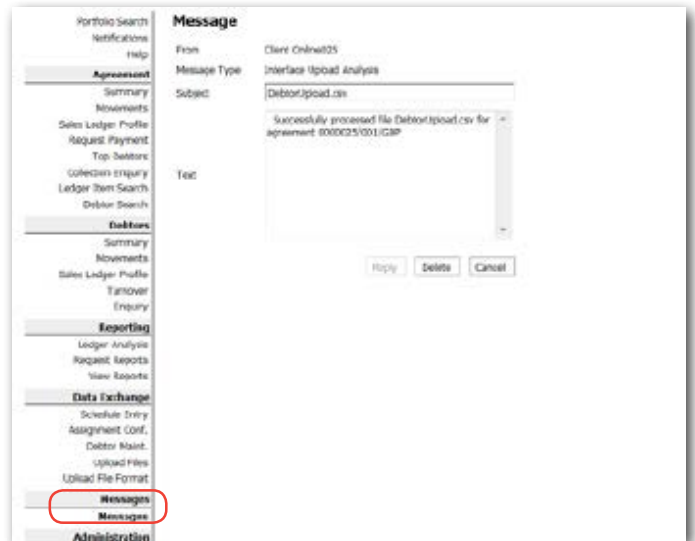 Portfolio Search
Notifications
Help
Agreement
Summary
Movements
Sales Ledger Profile
Request Payment
Top Debtors
Collection Enquiry
Ledger Item Search
Debtor Search
Debtors
Summary
Movements
Sales Ledger Profile
Turnover
Enquiry
Reporting
Ledger Analysis
Request Reports
View Reports
Data Exchange
Schedule Entry
Assignment Conf.
Debtor Maint.
Upload Files
Upload File Format
Messages
Messages
Administration
Message
From Client Online025
Message Type Interface Upload Analysis
Subject DebtorUpload.csv
Text
Successfully processed file DebtorUpload.csv for
agreement 0000025/001/GBP
Reply Delete Cancel